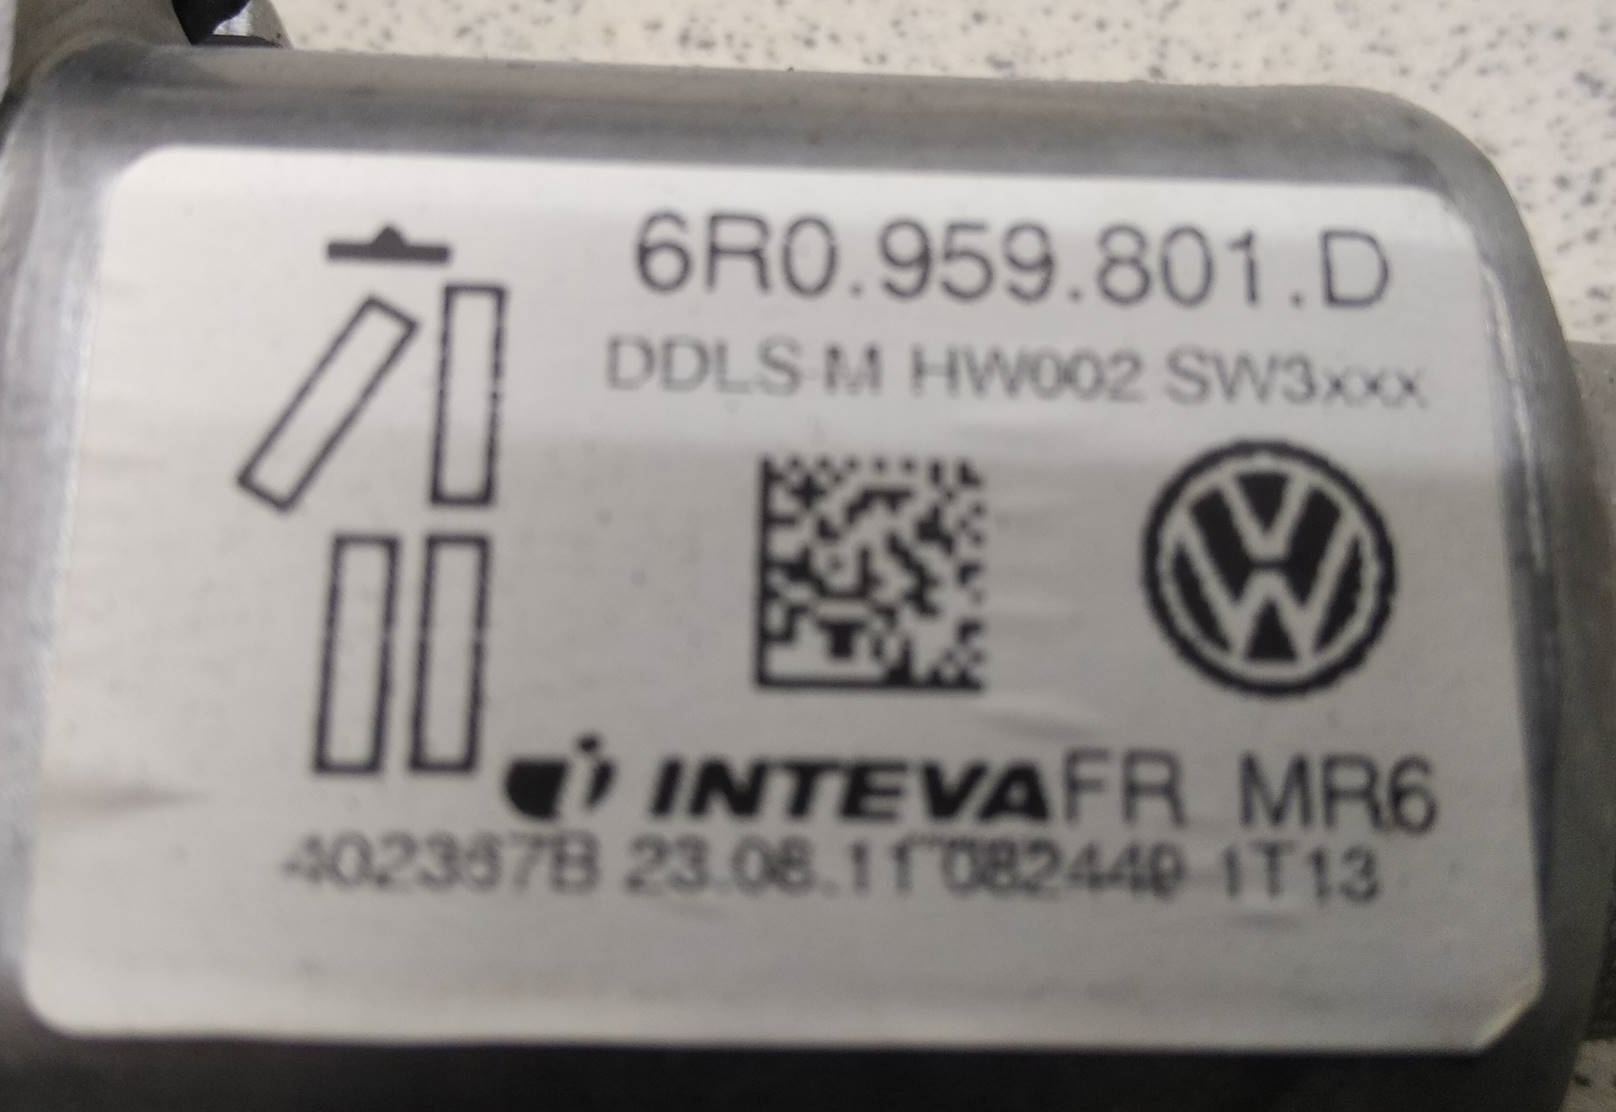 6R0.959.801.D
DDLS-M HW002 SW3xxx
INTEVA FR MR6
402367B 23.06.11 082449 1T13